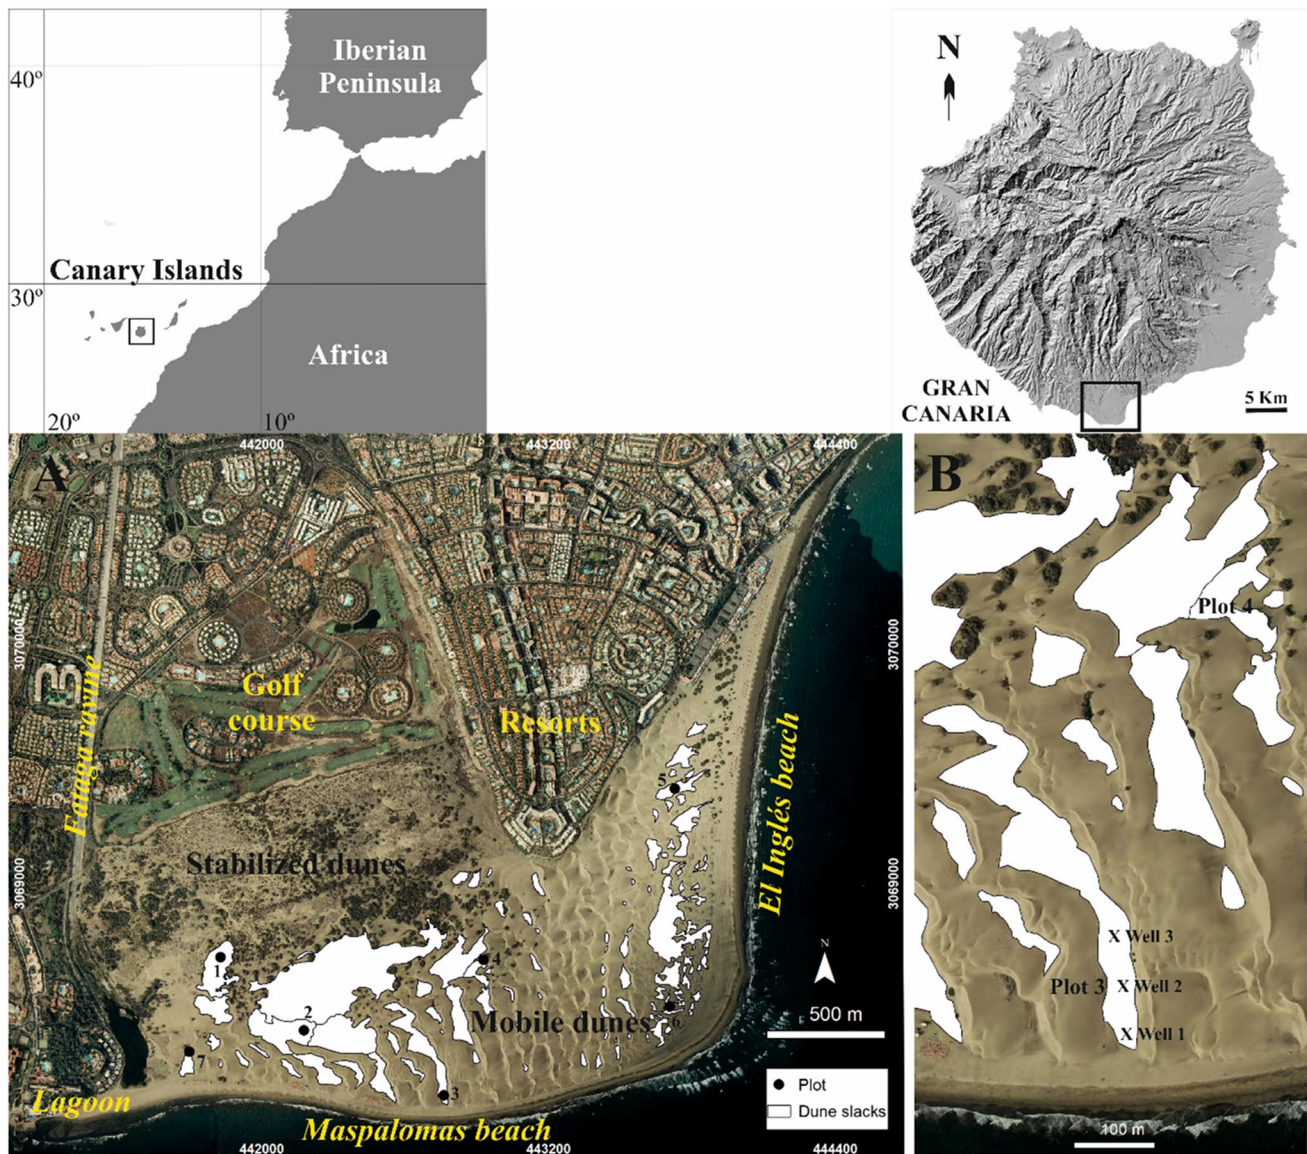 Iberian
Peninsula
40º
Canary Islands
30º
Africa
20º
10º
N
GRAN
CANARIA
5 Km
A
442000
443200
444400
3070000
3070000
Fataga ravine
Golf
course
Resorts
El Inglés beach
5
Stabilized dunes
3069000
3069000
1
4
N
2
Mobile dunes
6
500 m
7
3
Plot
Dune slacks
Lagoon
Maspalomas beach
442000
443200
444400
B
Plot 4
X Well 3
Plot 3
X Well 2
X Well 1
100 m